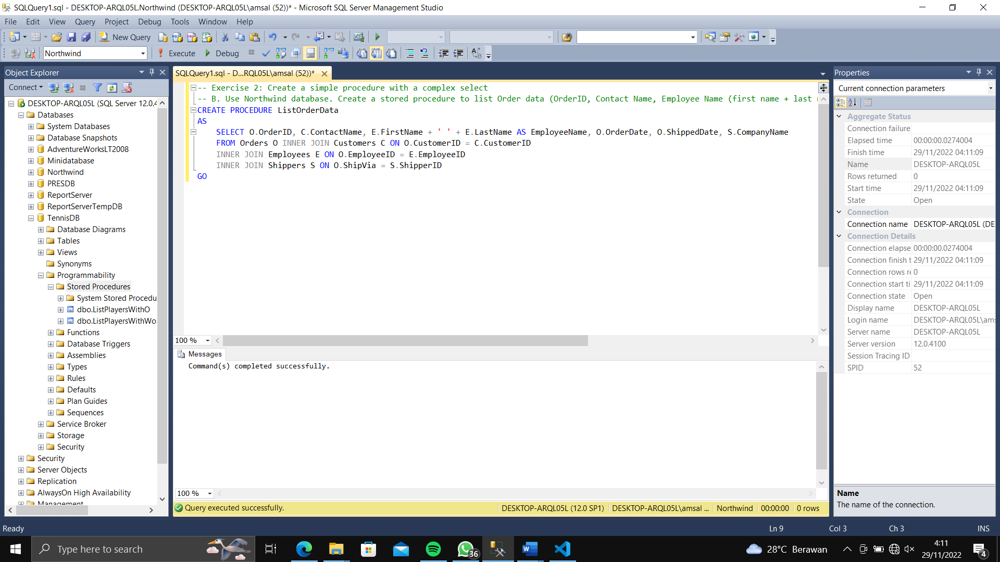 SQLQuery1.sql - DESKTOP-ARQL05L.Northwind (DESKTOP-ARQL05L\amsal (52))* - Microsoft SQL Server Management Studio
File Edit View Query Project Debug Tools Window Help
New Query
Northwind Execute Debug
Object Explorer
Connect
DESKTOP-ARQL05L (SQL Server 12.0.4
Databases
System Databases
Database Snapshots
AdventureWorksLT2008
Minidatabase
Northwind
PRESDB
ReportServer
ReportServerTempDB
TennisDB
Database Diagrams
Tables
Views
Synonyms
Programmability
Stored Procedures
System Stored Procedu
dbo.ListPlayersWithO
dbo.ListPlayersWithWo
Functions
Database Triggers
Assemblies
Types
Rules
Defaults
Plan Guides
Sequences
Service Broker
Storage
Security
Security
Server Objects
Replication
AlwaysOn High Availability
Management
SQLQuery1.sql - D...RQL05L\amsal (52))*
-- Exercise 2: Create a simple procedure with a complex select
-- B. Use Northwind database. Create a stored procedure to list Order data (OrderID, Contact Name, Employee Name (first name + last
CREATE PROCEDURE ListOrderData
AS
SELECT O.OrderID, C.ContactName, E.FirstName + ' ' + E.LastName AS EmployeeName, O.OrderDate, O.ShippedDate, S.CompanyName
FROM Orders O INNER JOIN Customers C ON O.CustomerID = C.CustomerID
INNER JOIN Employees E ON O.EmployeeID = E.EmployeeID
INNER JOIN Shippers S ON O.ShipVia = S.ShipperID
GO
100 %
Messages
Command(s) completed successfully.
100 %
Query executed successfully. DESKTOP-ARQL05L (12.0 SP1) DESKTOP-ARQL05L\amsal ... Northwind 00:00:00 0 rows
Properties
Current connection parameters
Aggregate Status
Connection failure
Elapsed time 00:00:00.0274004
Finish time 29/11/2022 04:11:09
Name DESKTOP-ARQL05L
Rows returned 0
Start time 29/11/2022 04:11:09
State Open
Connection
Connection name DESKTOP-ARQL05L (DE
Connection Details
Connection elapse 00:00:00.0274004
Connection finish t 29/11/2022 04:11:09
Connection rows re 0
Connection start ti 29/11/2022 04:11:09
Connection state Open
Display name DESKTOP-ARQL05L
Login name DESKTOP-ARQL05L\ams
Server name DESKTOP-ARQL05L
Server version 12.0.4100
Session Tracing ID
SPID 52
Name
The name of the connection.
Ready Ln 9 Col 3 Ch 3 INS
Type here to search 36 28°C Berawan 4:11
29/11/2022 4